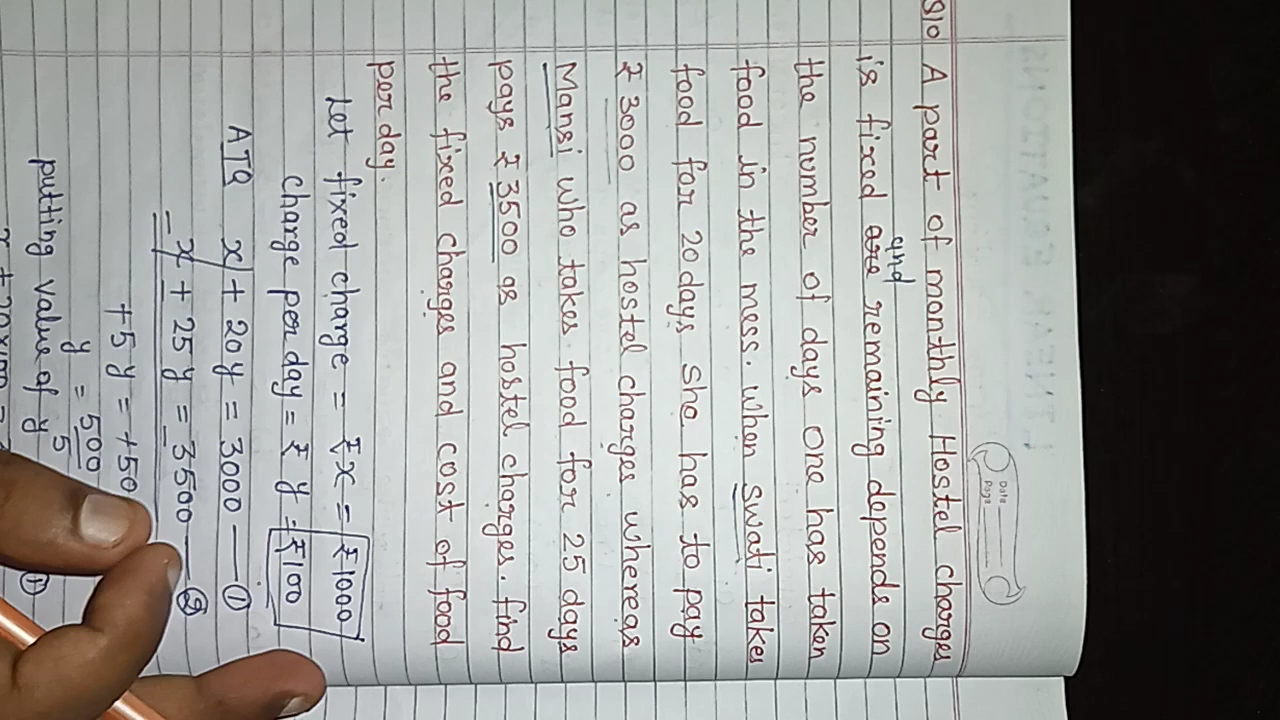 Date
Page
Q10 A part of monthly Hostel charges
is fixed are and remaining depends on
the number of days one has taken
food in the mess. when swati takes
food for 20 days she has to pay
₹ 3000 as hostel charges whereas
Mansi who takes food for 25 days
pays ₹ 3500 as hostel charges. find
the fixed charges and cost of food
per day.
Let fixed charge = ₹x = ₹1000
charge per day = ₹ y = ₹100
ATQ x + 20y = 3000 — ①
x + 25y = 3500 — ②
+5y = +50
y = 500
5
putting value of y